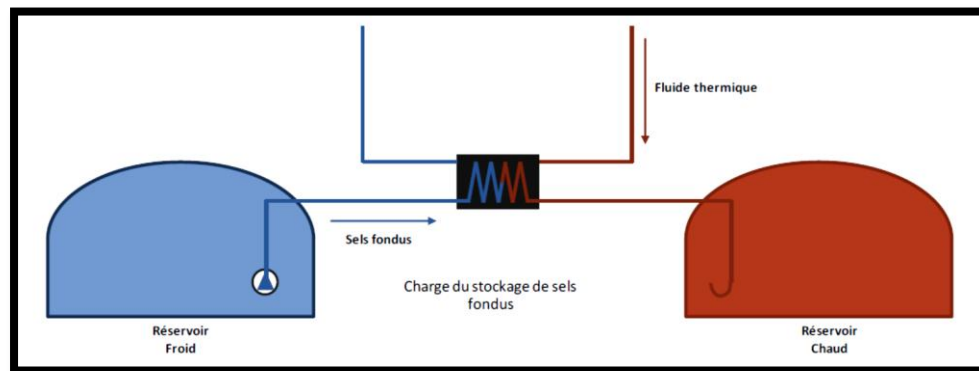 Fluide thermique
Sels fondus
Charge du stockage de sels
fondus
Réservoir
Froid
Réservoir
Chaud